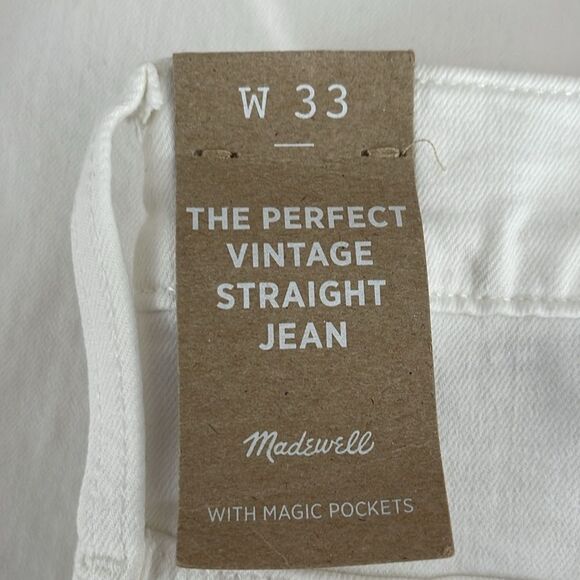 W 33
THE PERFECT
VINTAGE
STRAIGHT
JEAN
Madewell
WITH MAGIC POCKETS